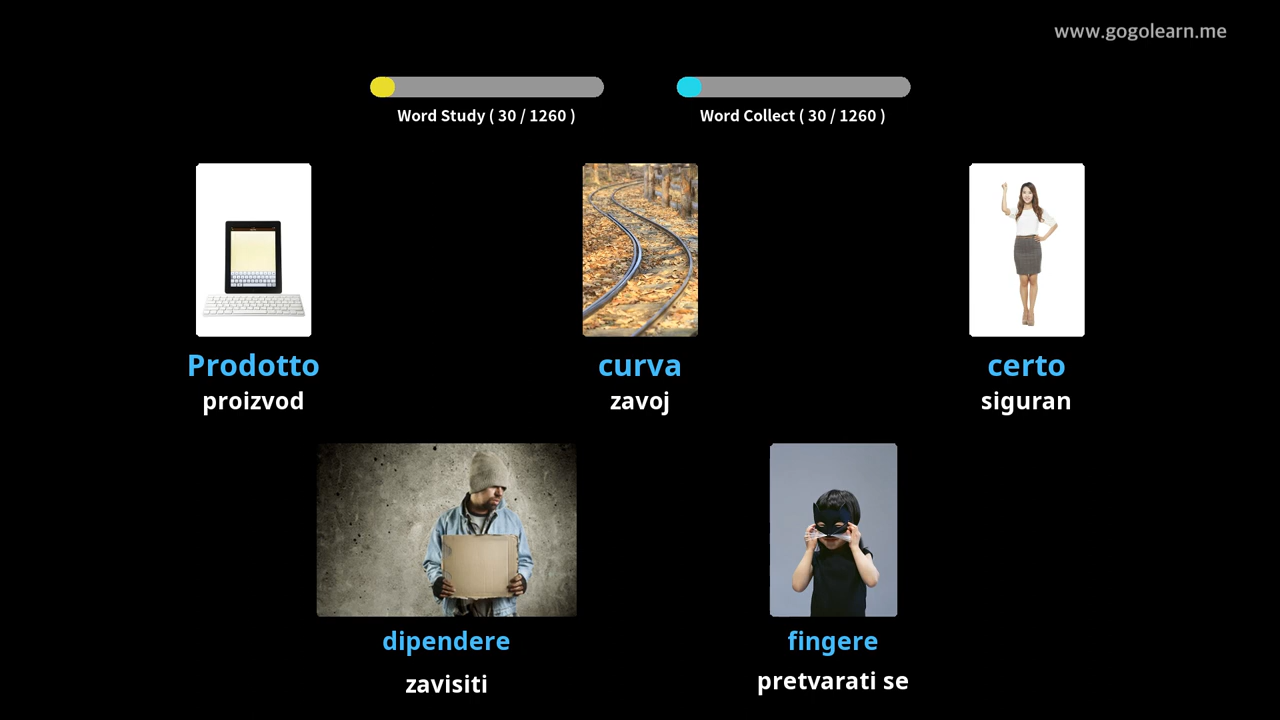 www.gogolearn.me
Word Study ( 30 / 1260 )
Word Collect ( 30 / 1260 )
Prodotto
proizvod
curva
zavoj
certo
siguran
dipendere
zavisiti
fingere
pretvarati se